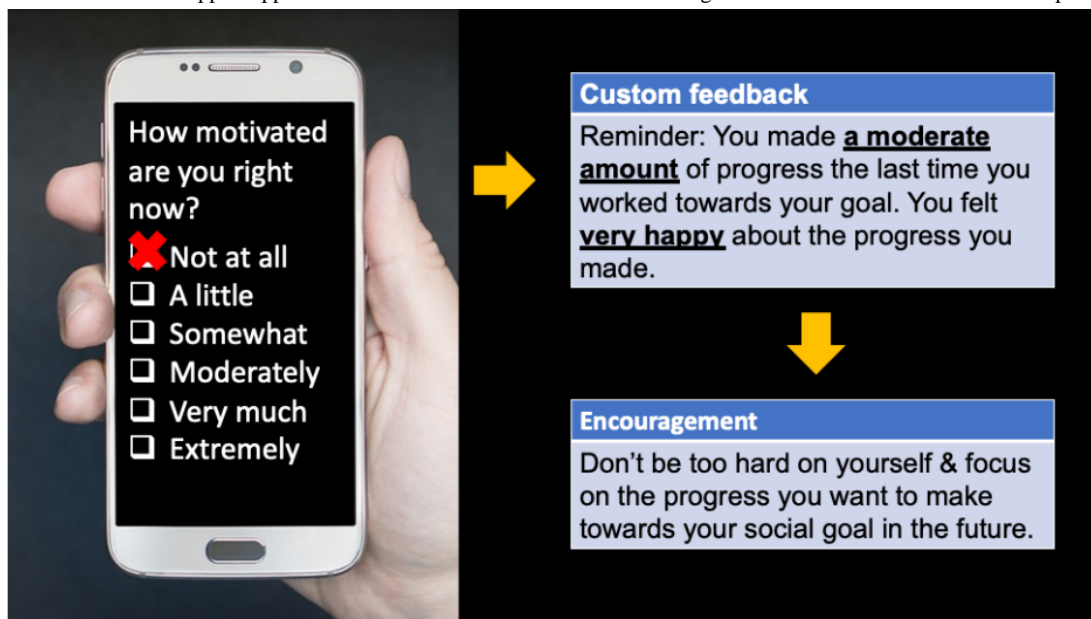 How motivated
are you right
now?
Not at all
A little
Somewhat
Moderately
Very much
Extremely
Custom feedback
Reminder: You made a moderate
amount of progress the last time you
worked towards your goal. You felt
very happy about the progress you
made.
Encouragement
Don't be too hard on yourself & focus
on the progress you want to make
towards your social goal in the future.